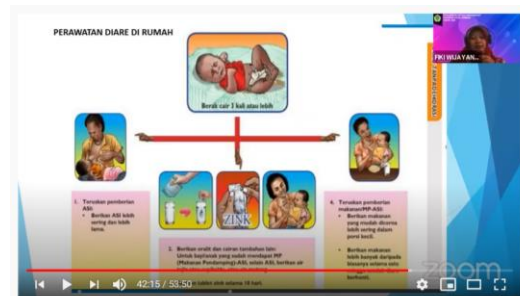 PERAWATAN DIARE DI RUMAH
FIKI WIJAYAN...
Berak cair 3 kali atau lebih
ZINK
1. Teruskan pemberian
ASI:
• Berikan ASI lebih
sering dan lebih
lama.
2. Berikan oralit dan cairan tambahan lain:
Untuk bayi/anak yang sudah mendapat MP
(Makanan Pendamping)-ASI, selain ASI, berikan air
tablet zink selama 10 hari.
4. Teruskan pemberian
makanan/MP-ASI:
• Berikan makanan
yang mudah dicerna
lebih sering dalam
porsi kecil.
• Berikan makanan
lebih banyak daripada
biasanya selama
zoom
42:15 / 53:50